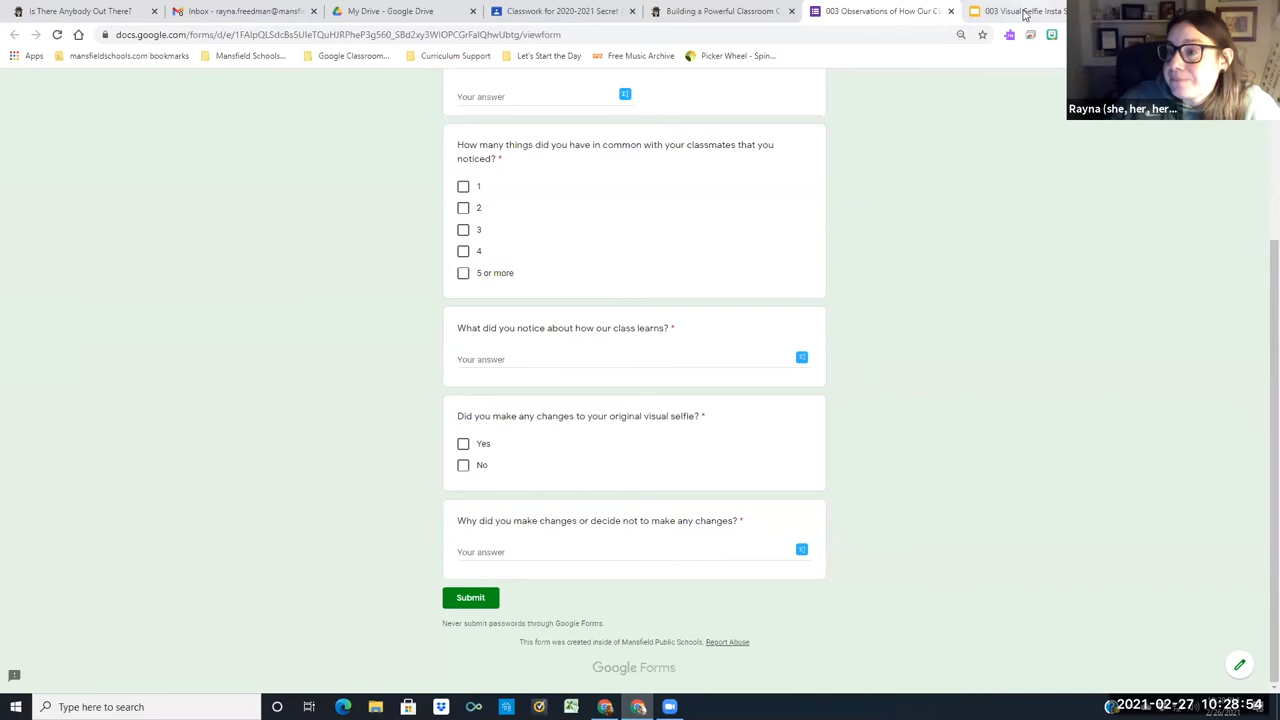 Is There Anybody Out There?
Inbox - rayna.freedman@mansf
My Drive - Google Drive
Classwork for 2020-2021 Secret
Building a Powerful Classroom C
003 Observations of How Our Cl
003 Visual Selfie Insta S
Apps
mansfieldschools.com bookmarks
Mansfield Schools...
Google Classroom...
Curriculum Support
Let's Start the Day
Free Music Archive
Picker Wheel - Spin...
Rayna (she, her, her...
Your answer
How many things did you have in common with your classmates that you
noticed? *
1
2
3
4
5 or more
What did you notice about how our class learns? *
Your answer
Did you make any changes to your original visual selfie? *
Yes
No
Why did you make changes or decide not to make any changes? *
Your answer
Submit
Never submit passwords through Google Forms.
This form was created inside of Mansfield Public Schools. Report Abuse
Google Forms
Type here to search
2021-02-27 10:28:54
2/26/2021